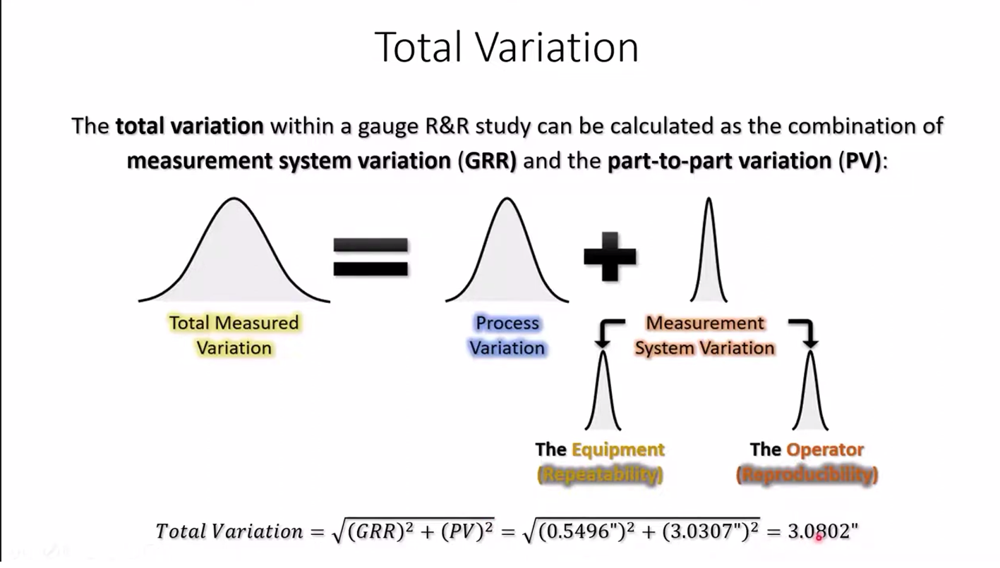 Total Variation
The total variation within a gauge R&R study can be calculated as the combination of
measurement system variation (GRR) and the part-to-part variation (PV):
Total Measured
Variation
Process
Variation
Measurement
System Variation
The Equipment
(Repeatability)
The Operator
(Reproducibility)
Total Variation = √(GRR)² + (PV)² = √(0.5496")² + (3.0307")² = 3.0802"